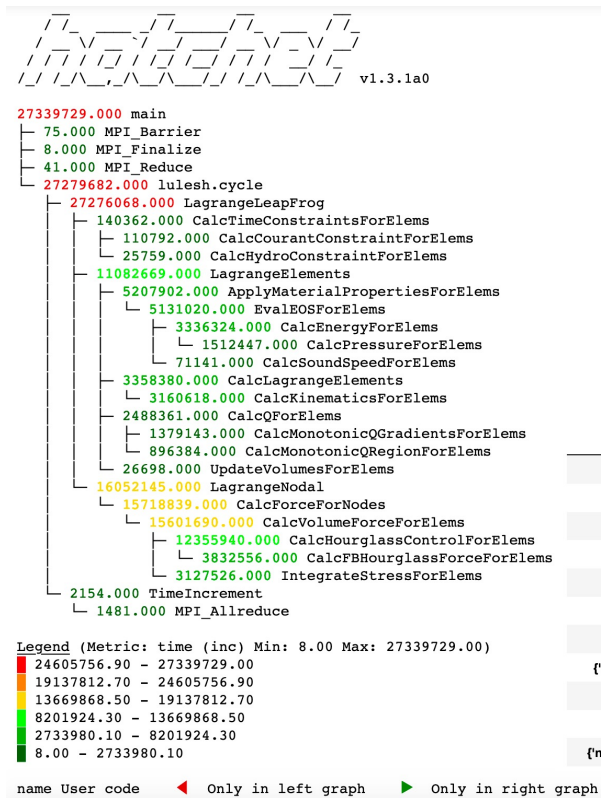 hatchet
v1.3.1a0
27339729.000 main
├─ 75.000 MPI_Barrier
├─ 8.000 MPI_Finalize
├─ 41.000 MPI_Reduce
└─ 27279682.000 lulesh.cycle
   ├─ 27276068.000 LagrangeLeapFrog
   │  ├─ 140362.000 CalcTimeConstraintsForElems
   │  │  ├─ 110792.000 CalcCourantConstraintForElems
   │  │  └─ 25759.000 CalcHydroConstraintForElems
   │  ├─ 11082669.000 LagrangeElements
   │  │  ├─ 5207902.000 ApplyMaterialPropertiesForElems
   │  │  │  └─ 5131020.000 EvalEOSForElems
   │  │  │     ├─ 3336324.000 CalcEnergyForElems
   │  │  │     │  └─ 1512447.000 CalcPressureForElems
   │  │  │     └─ 71141.000 CalcSoundSpeedForElems
   │  │  ├─ 3358380.000 CalcLagrangeElements
   │  │  │  └─ 3160618.000 CalcKinematicsForElems
   │  │  ├─ 2488361.000 CalcQForElems
   │  │  │  ├─ 1379143.000 CalcMonotonicQGradientsForElems
   │  │  │  └─ 896384.000 CalcMonotonicQRegionForElems
   │  │  └─ 26698.000 UpdateVolumesForElems
   │  └─ 16052145.000 LagrangeNodal
   │     └─ 15718839.000 CalcForceForNodes
   │        └─ 15601690.000 CalcVolumeForceForElems
   │           ├─ 12355940.000 CalcHourglassControlForElems
   │           │  └─ 3832556.000 CalcFBHourglassForceForElems
   │           └─ 3127526.000 IntegrateStressForElems
   └─ 2154.000 TimeIncrement
      └─ 1481.000 MPI_Allreduce
Legend (Metric: time (inc) Min: 8.00 Max: 27339729.00)
24605756.90 - 27339729.00
19137812.70 - 24605756.90
13669868.50 - 19137812.70
8201924.30 - 13669868.50
2733980.10 - 8201924.30
8.00 - 2733980.10
name User code ◀ Only in left graph ▶ Only in right graph